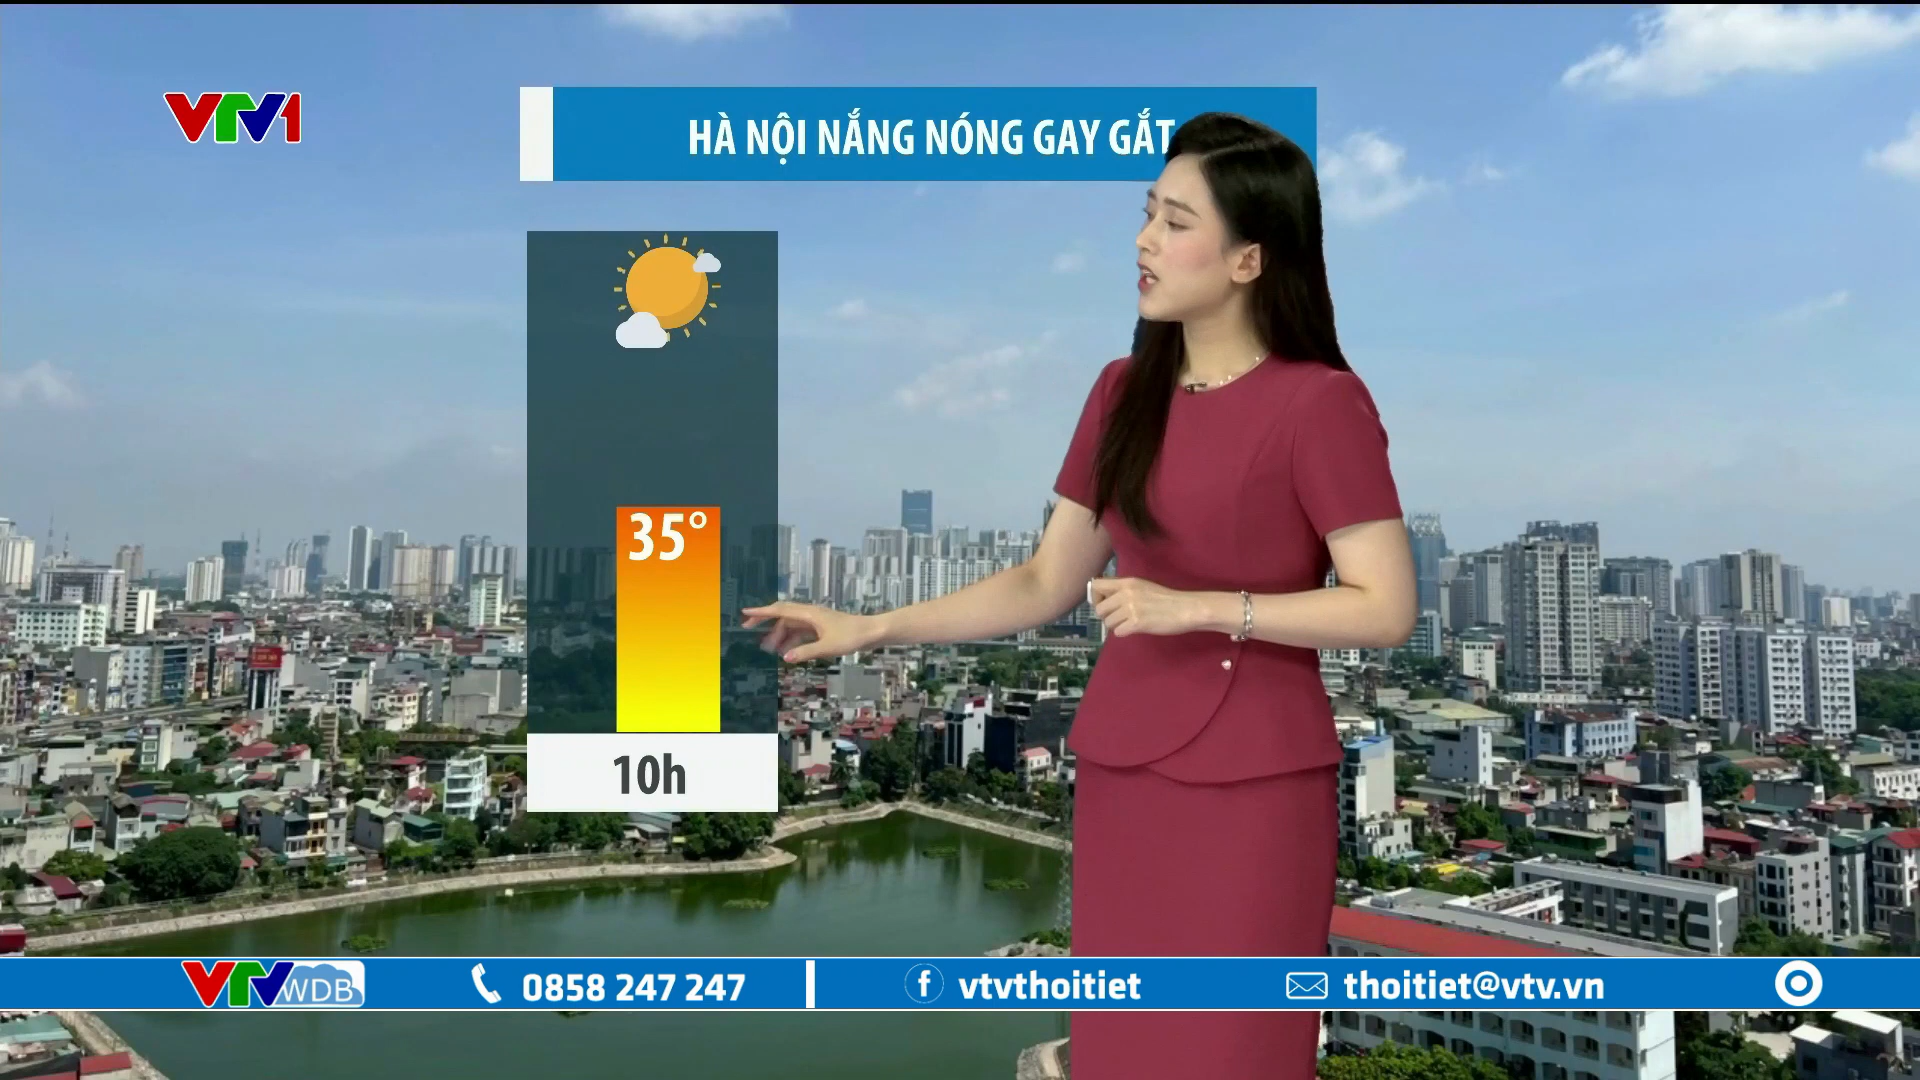 VTV1
HÀ NỘI NẮNG NÓNG GAY GẮT
35°
10h
VTV WDB
0858 247 247
vtvthoitiet
thoitiet@vtv.vn